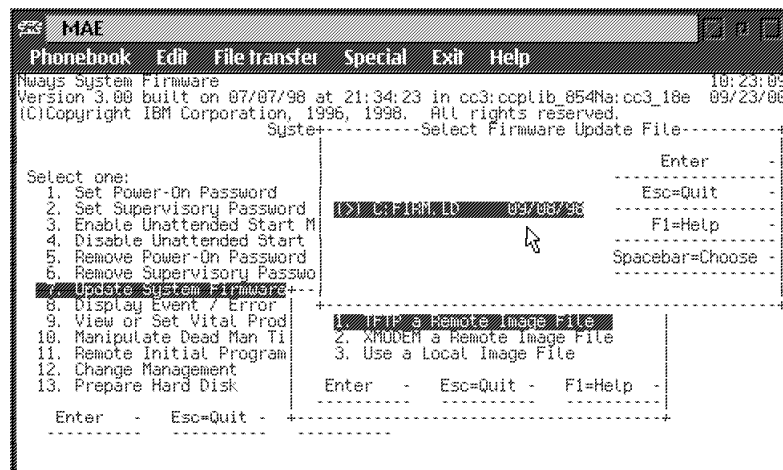 MAE
Phonebook Edit File transfer Special Exit Help
Nways System Firmware 10:23:09
Version 3.00 built on 07/07/98 at 21:34:23 in cc3:ccplib_854Na:cc3_18e 09/23/00
(C)Copyright IBM Corporation, 1996, 1998. All rights reserved.
Syste+----------Select Firmware Update File----------
Enter -
Select one:
1. Set Power-On Password Esc=Quit -
2. Set Supervisory Password [>] C:FIRM.LD 09/08/98
3. Enable Unattended Start M F1=Help -
4. Disable Unattended Start
5. Remove Power-On Password Spacebar=Choose -
6. Remove Supervisory Passwo
7. Update System Firmware+--
8. Display Event / Error
9. View or Set Vital Prod 1. TFTP a Remote Image File
10. Manipulate Dead Man Ti 2. XMODEM a Remote Image File
11. Remote Initial Program 3. Use a Local Image File
12. Change Management
13. Prepare Hard Disk Enter - Esc=Quit - F1=Help -
Enter - Esc=Quit -